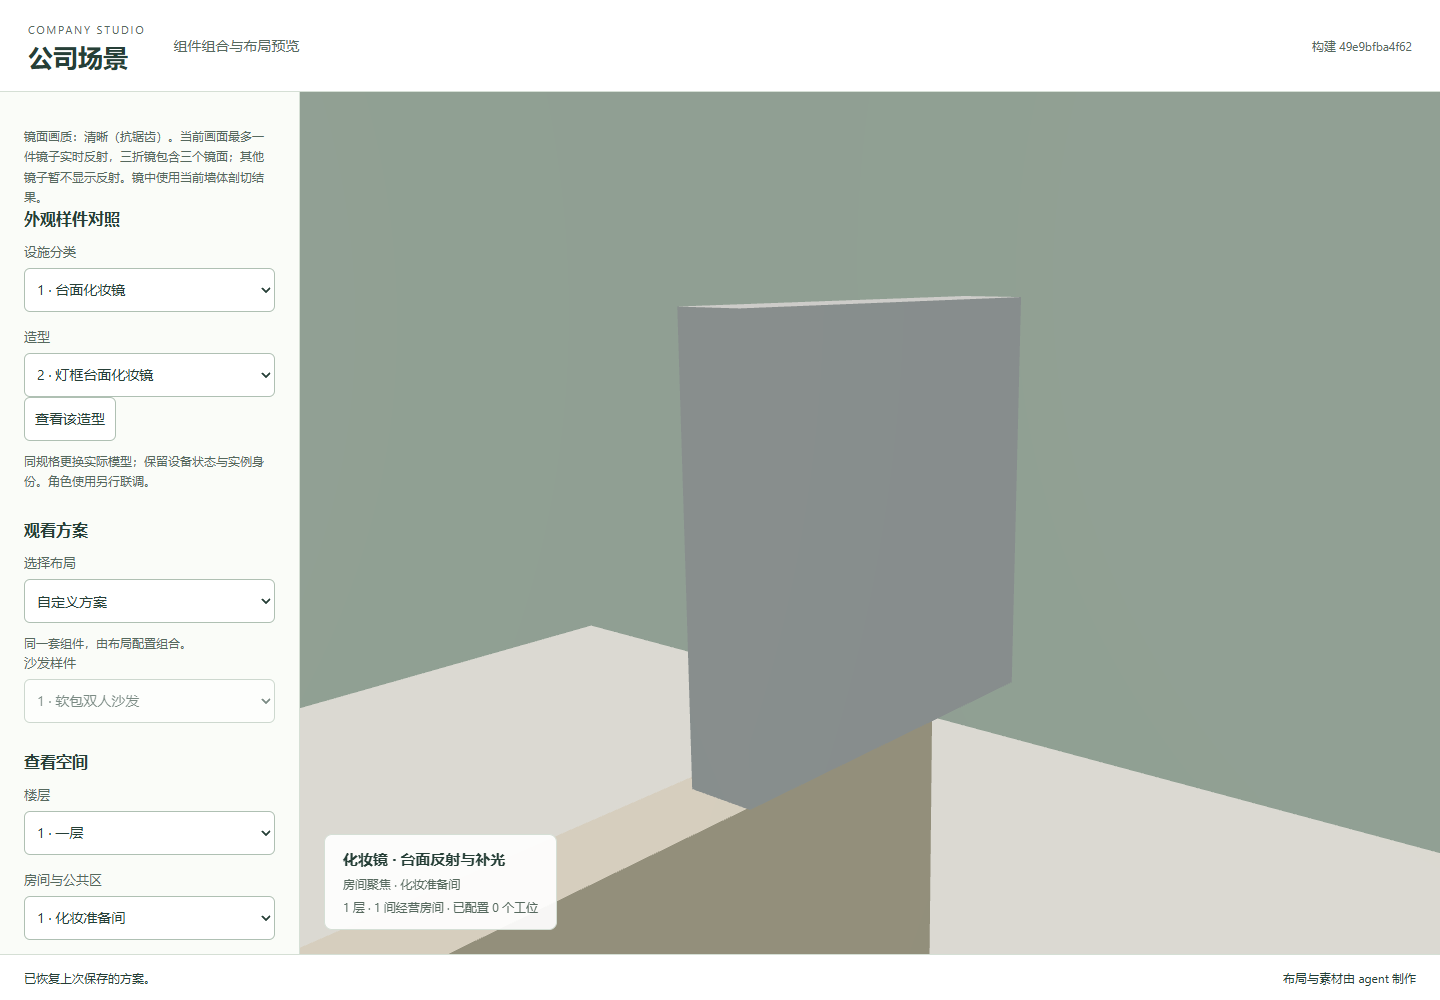 COMPANY STUDIO
公司场景
组件组合与布局预览
构建 49e9bfba4f62
镜面画质：清晰（抗锯齿）。当前画面最多一
件镜子实时反射，三折镜包含三个镜面；其他
镜子暂不显示反射。镜中使用当前墙体剖切结
果。
外观样件对照
设施分类
1 · 台面化妆镜
造型
2 · 灯框台面化妆镜
查看该造型
同规格更换实际模型；保留设备状态与实例身
份。角色使用另行联调。
观看方案
选择布局
自定义方案
同一套组件，由布局配置组合。
沙发样件
1 · 软包双人沙发
查看空间
楼层
1 · 一层
房间与公共区
1 · 化妆准备间
化妆镜 · 台面反射与补光
房间聚焦 · 化妆准备间
1 层 · 1 间经营房间 · 已配置 0 个工位
已恢复上次保存的方案。
布局与素材由 agent 制作